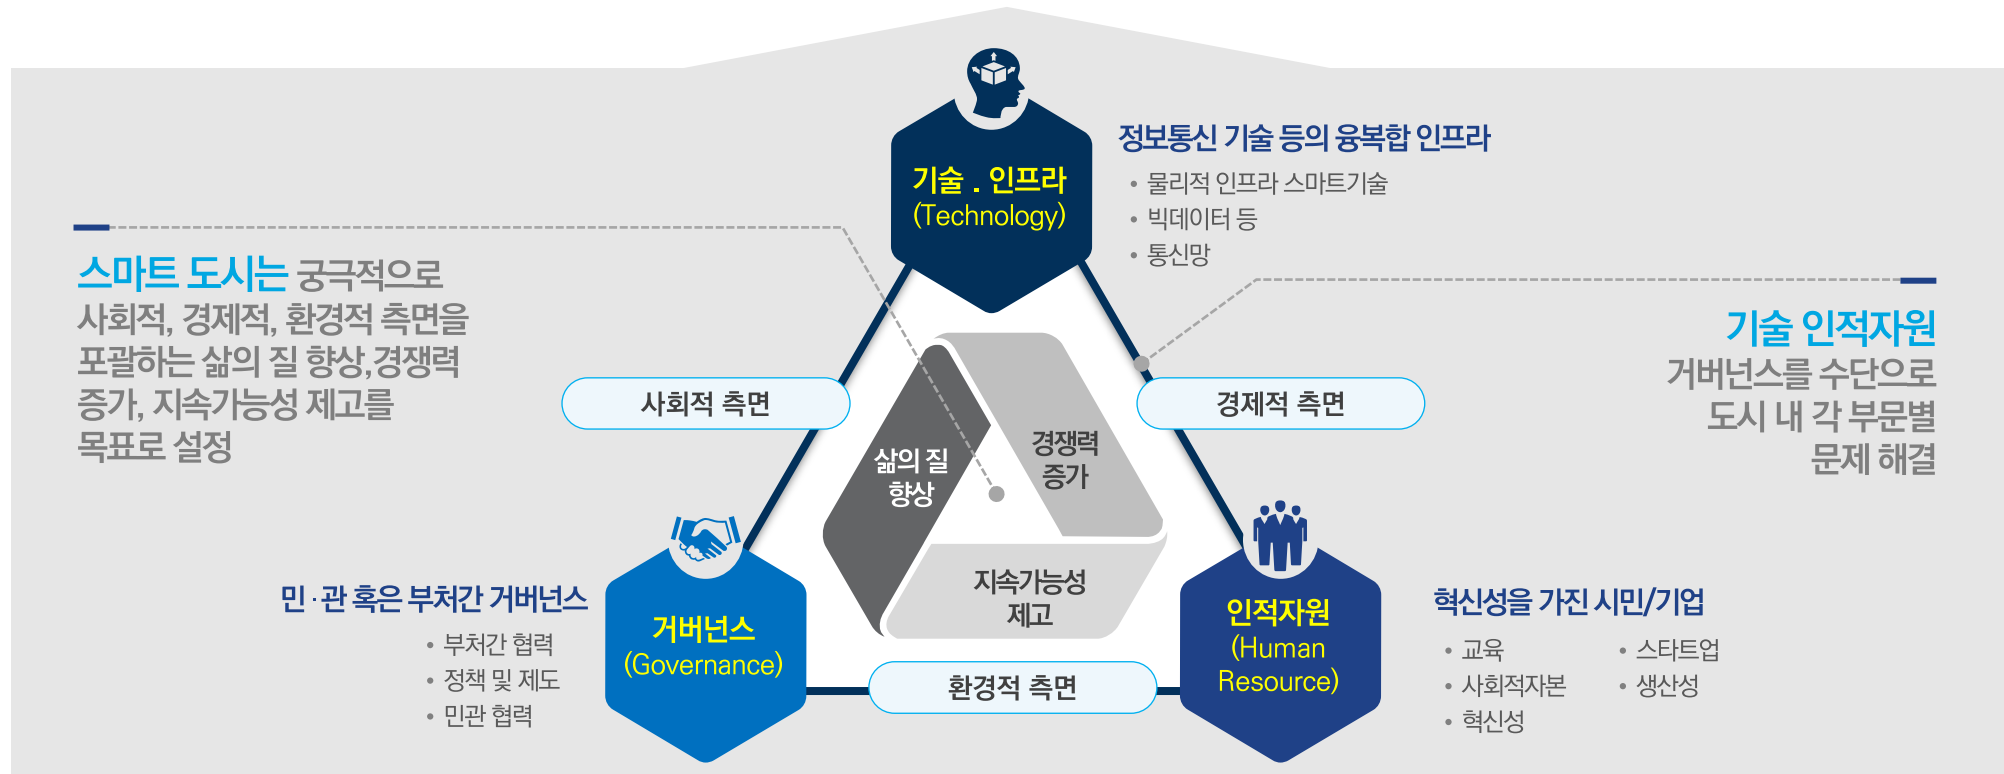 기술 . 인프라
(Technology)
정보통신 기술 등의 융복합 인프라
• 물리적 인프라 스마트기술
• 빅데이터 등
• 통신망
스마트 도시는 궁극적으로
사회적, 경제적, 환경적 측면을
포괄하는 삶의 질 향상,경쟁력
증가, 지속가능성 제고를
목표로 설정
기술 인적자원
거버넌스를 수단으로
도시 내 각 부문별
문제 해결
사회적 측면
경제적 측면
삶의 질
향상
경쟁력
증가
지속가능성
제고
민·관 혹은 부처간 거버넌스
• 부처간 협력
• 정책 및 제도
• 민관 협력
거버넌스
(Governance)
환경적 측면
인적자원
(Human
Resource)
혁신성을 가진 시민/기업
• 교육
• 사회적자본
• 혁신성
• 스타트업
• 생산성